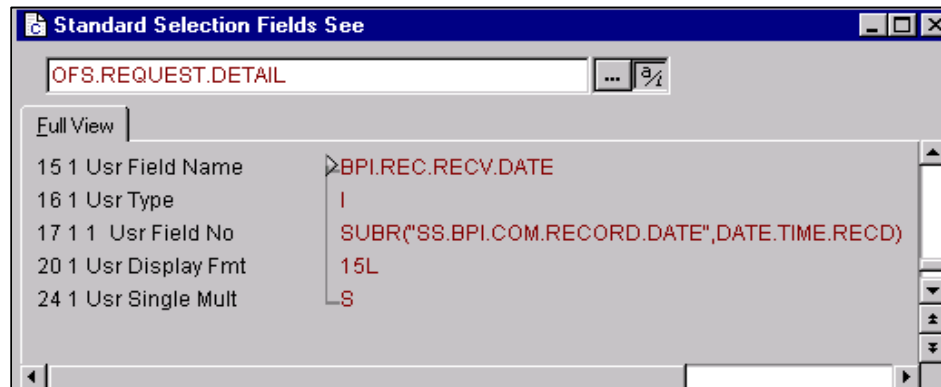 Standard Selection Fields See
OFS.REQUEST.DETAIL
...
Full View
15 1 Usr Field Name BPI.REC.RECV.DATE
16 1 Usr Type I
17 1 1 Usr Field No SUBR("SS.BPI.COM.RECORD.DATE",DATE.TIME.RECD)
20 1 Usr Display Fmt 15L
24 1 Usr Single Mult S